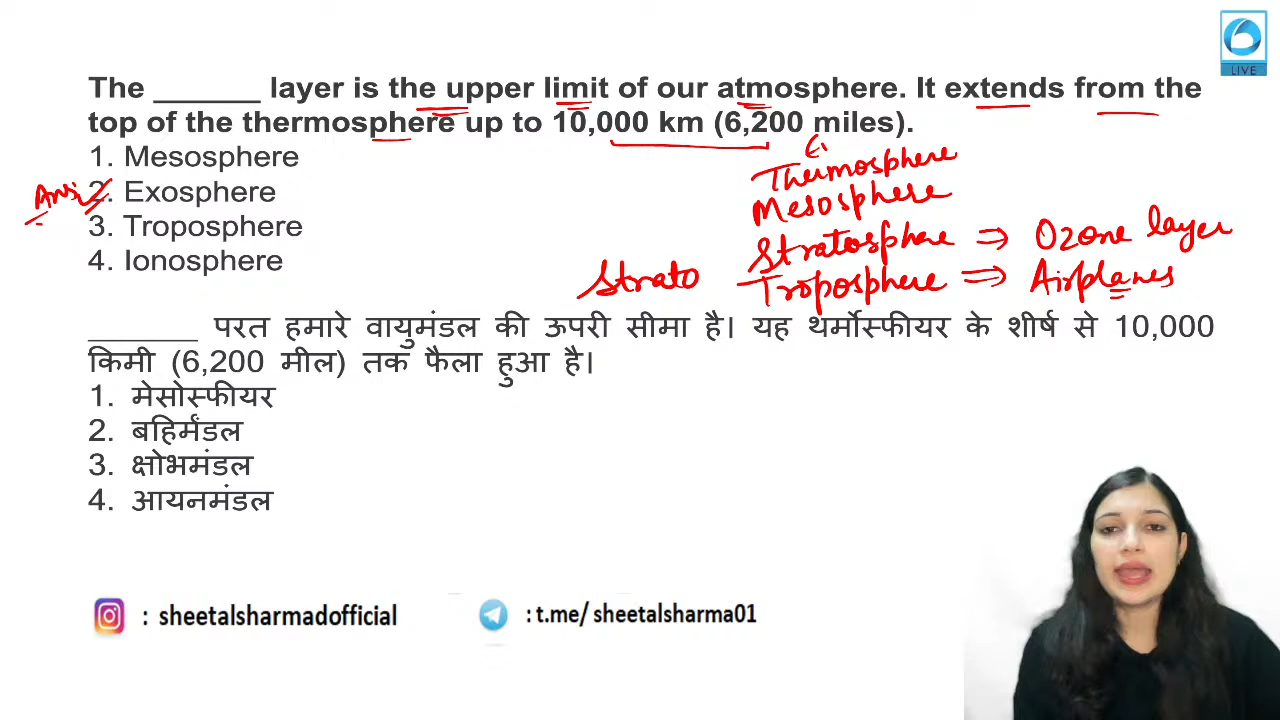 LIVE
The ______ layer is the upper limit of our atmosphere. It extends from the
top of the thermosphere up to 10,000 km (6,200 miles).
1. Mesosphere
Ans 2. Exosphere
3. Troposphere
4. Ionosphere
Thermosphere
Mesosphere
Stratosphere ⇒ Ozone layer
Strato Troposphere ⇒ Airplanes
______ परत हमारे वायुमंडल की ऊपरी सीमा है। यह थर्मोस्फीयर के शीर्ष से 10,000
किमी (6,200 मील) तक फैला हुआ है।
1. मेसोस्फीयर
2. बहिर्मंडल
3. क्षोभमंडल
4. आयनमंडल
: sheetalsharmadofficial
: t.me/ sheetalsharma01